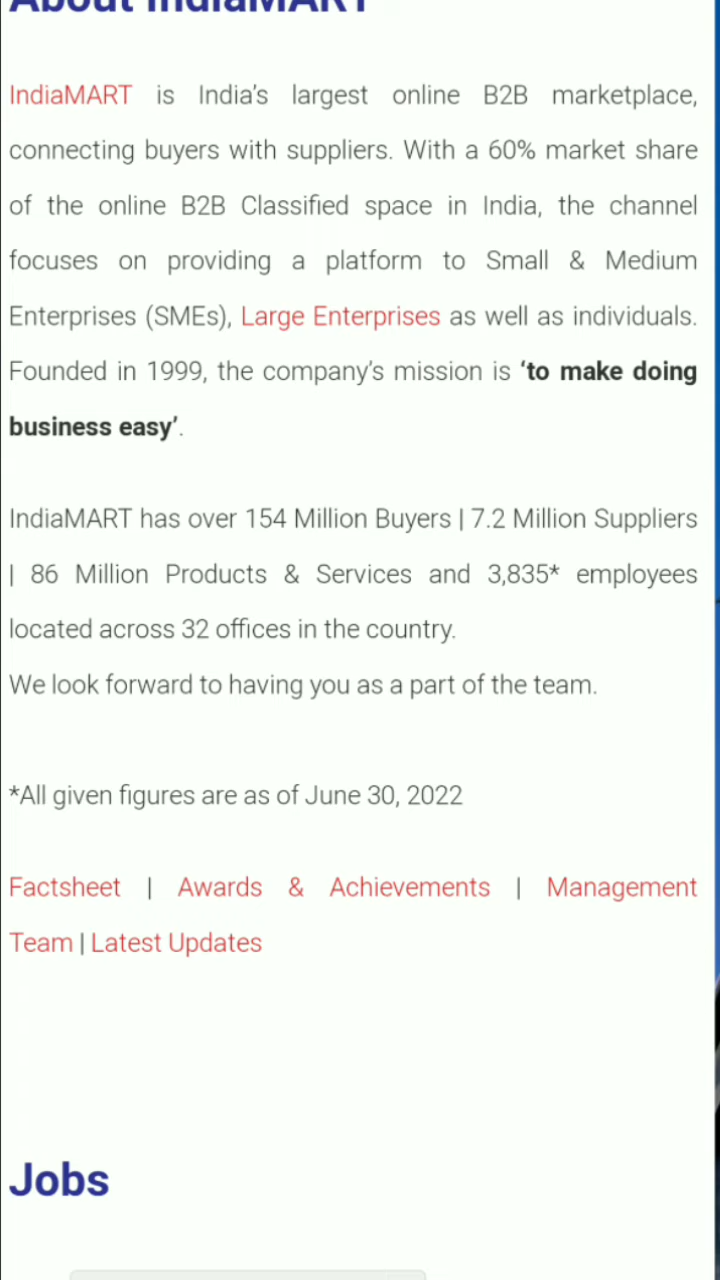 About IndiaMART
IndiaMART is India’s largest online B2B marketplace,
connecting buyers with suppliers. With a 60% market share
of the online B2B Classified space in India, the channel
focuses on providing a platform to Small & Medium
Enterprises (SMEs), Large Enterprises as well as individuals.
Founded in 1999, the company’s mission is ‘to make doing
business easy’.
IndiaMART has over 154 Million Buyers | 7.2 Million Suppliers
| 86 Million Products & Services and 3,835* employees
located across 32 offices in the country.
We look forward to having you as a part of the team.
*All given figures are as of June 30, 2022
Factsheet | Awards & Achievements | Management
Team | Latest Updates
Jobs